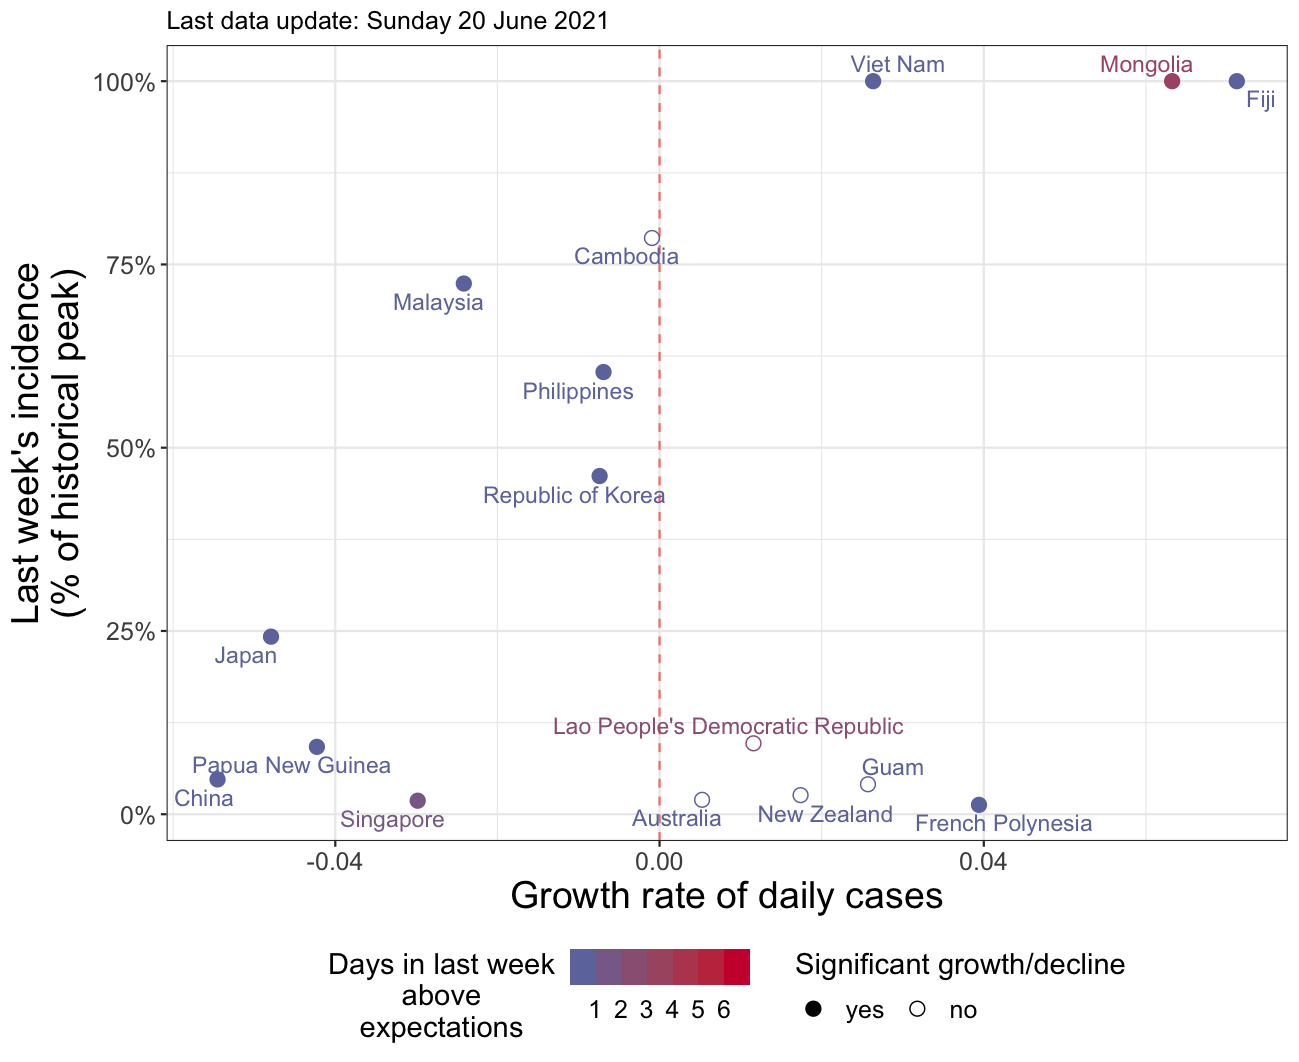 Last data update: Sunday 20 June 2021
Viet Nam
Mongolia
Fiji
100%
Cambodia
75%
Malaysia
Philippines
50%
Republic of Korea
25%
Japan
Lao People's Democratic Republic
Papua New Guinea
Guam
China
Singapore
Australia
New Zealand
French Polynesia
0%
Last week's incidence
(% of historical peak)
-0.04
0.00
0.04
Growth rate of daily cases
Days in last week
above
expectations
1 2 3 4 5 6
Significant growth/decline
yes no